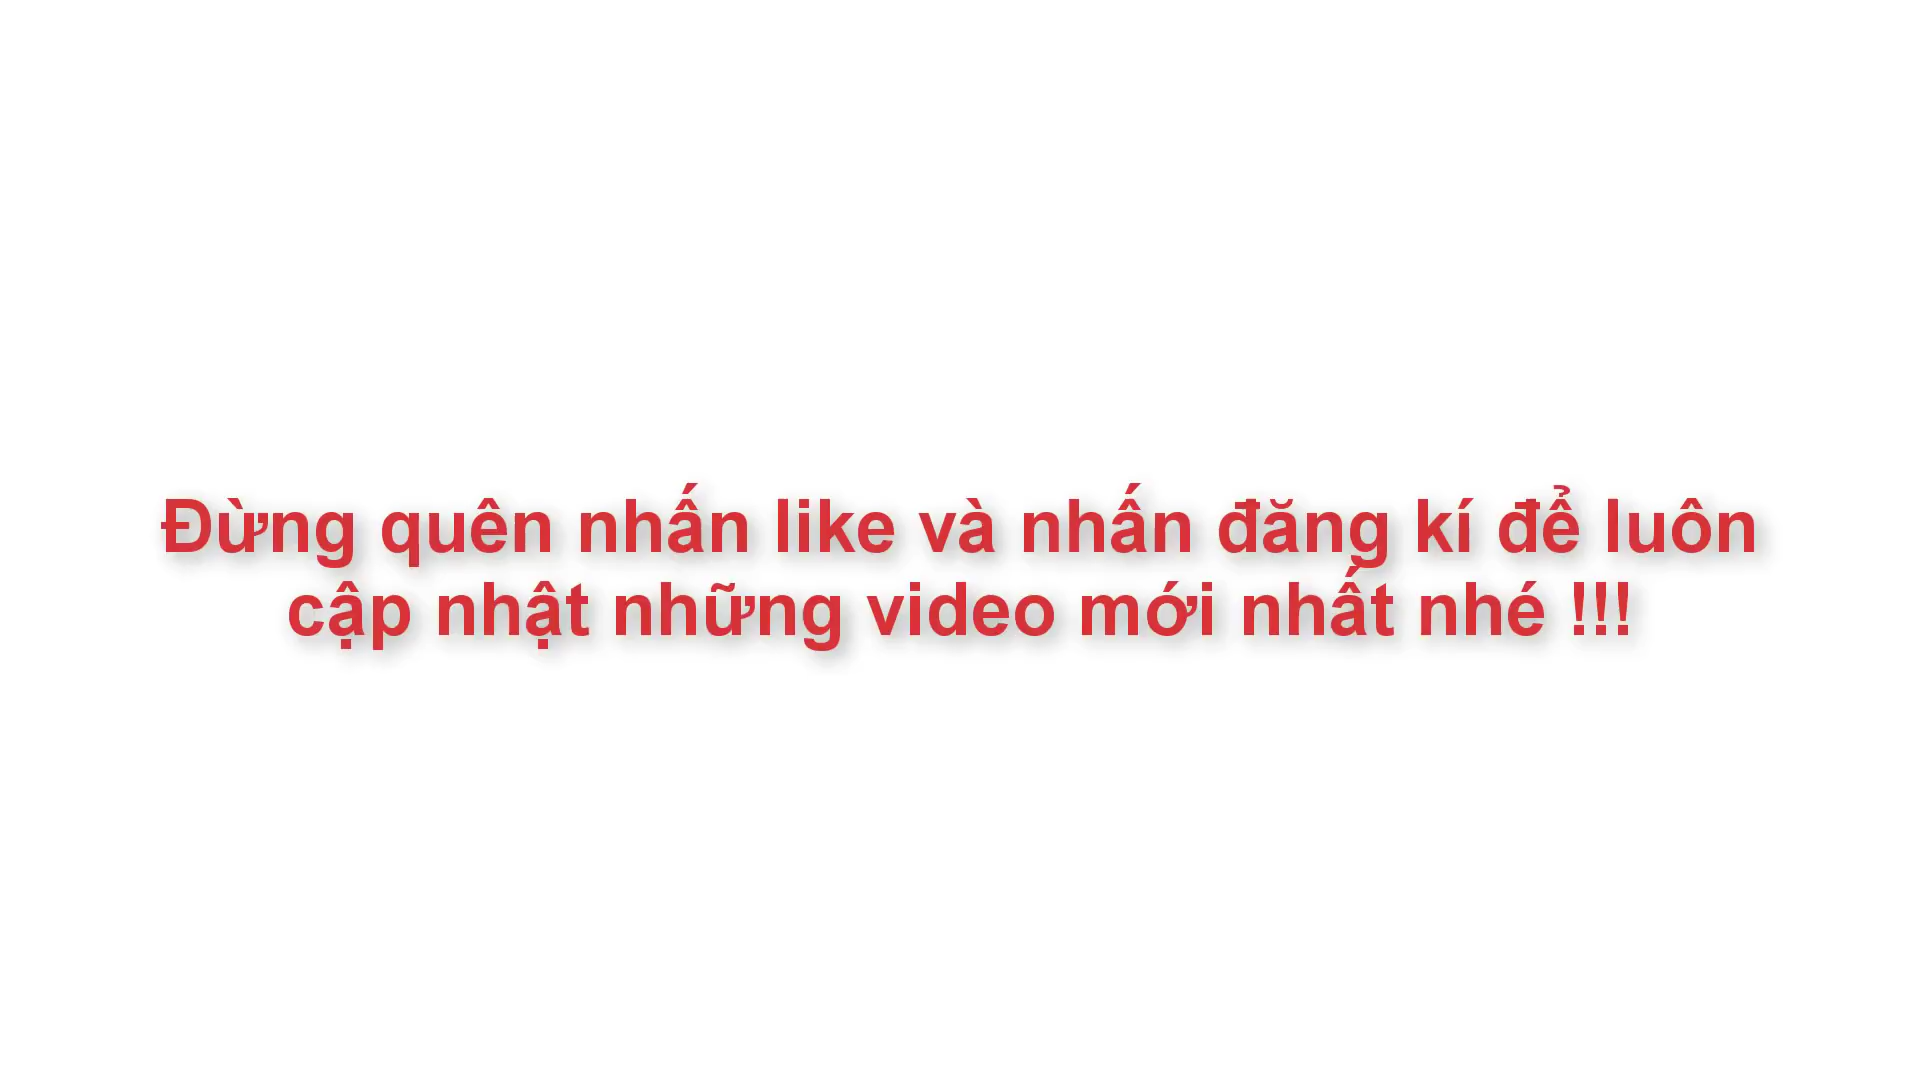 Đừng quên nhấn like và nhấn đăng kí để luôn
cập nhật những video mới nhất nhé !!!